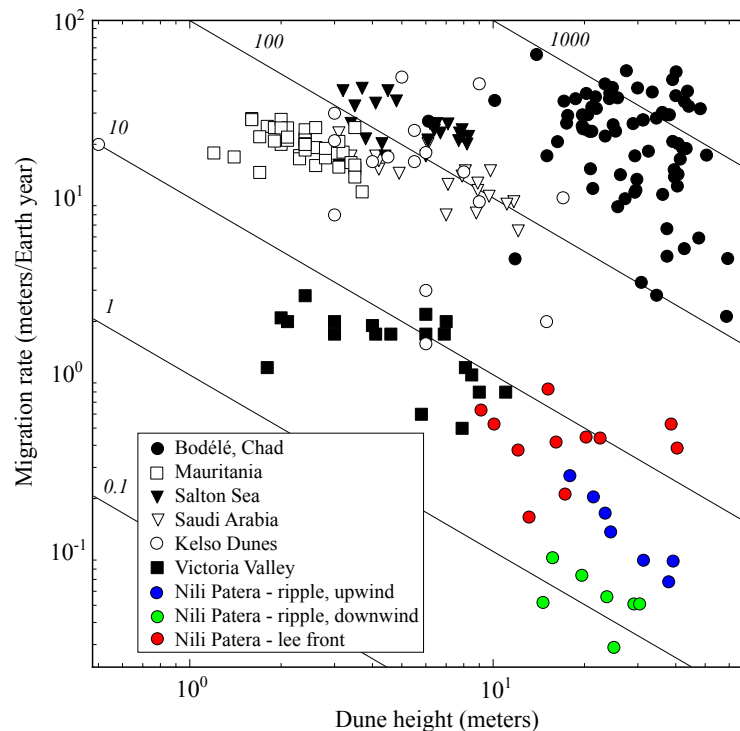 10²
100
1000
10
10¹
1
10⁰
0.1
10⁻¹
Migration rate (meters/Earth year)
Bodélé, Chad
Mauritania
Salton Sea
Saudi Arabia
Kelso Dunes
Victoria Valley
Nili Patera - ripple, upwind
Nili Patera - ripple, downwind
Nili Patera - lee front
10⁰
10¹
Dune height (meters)